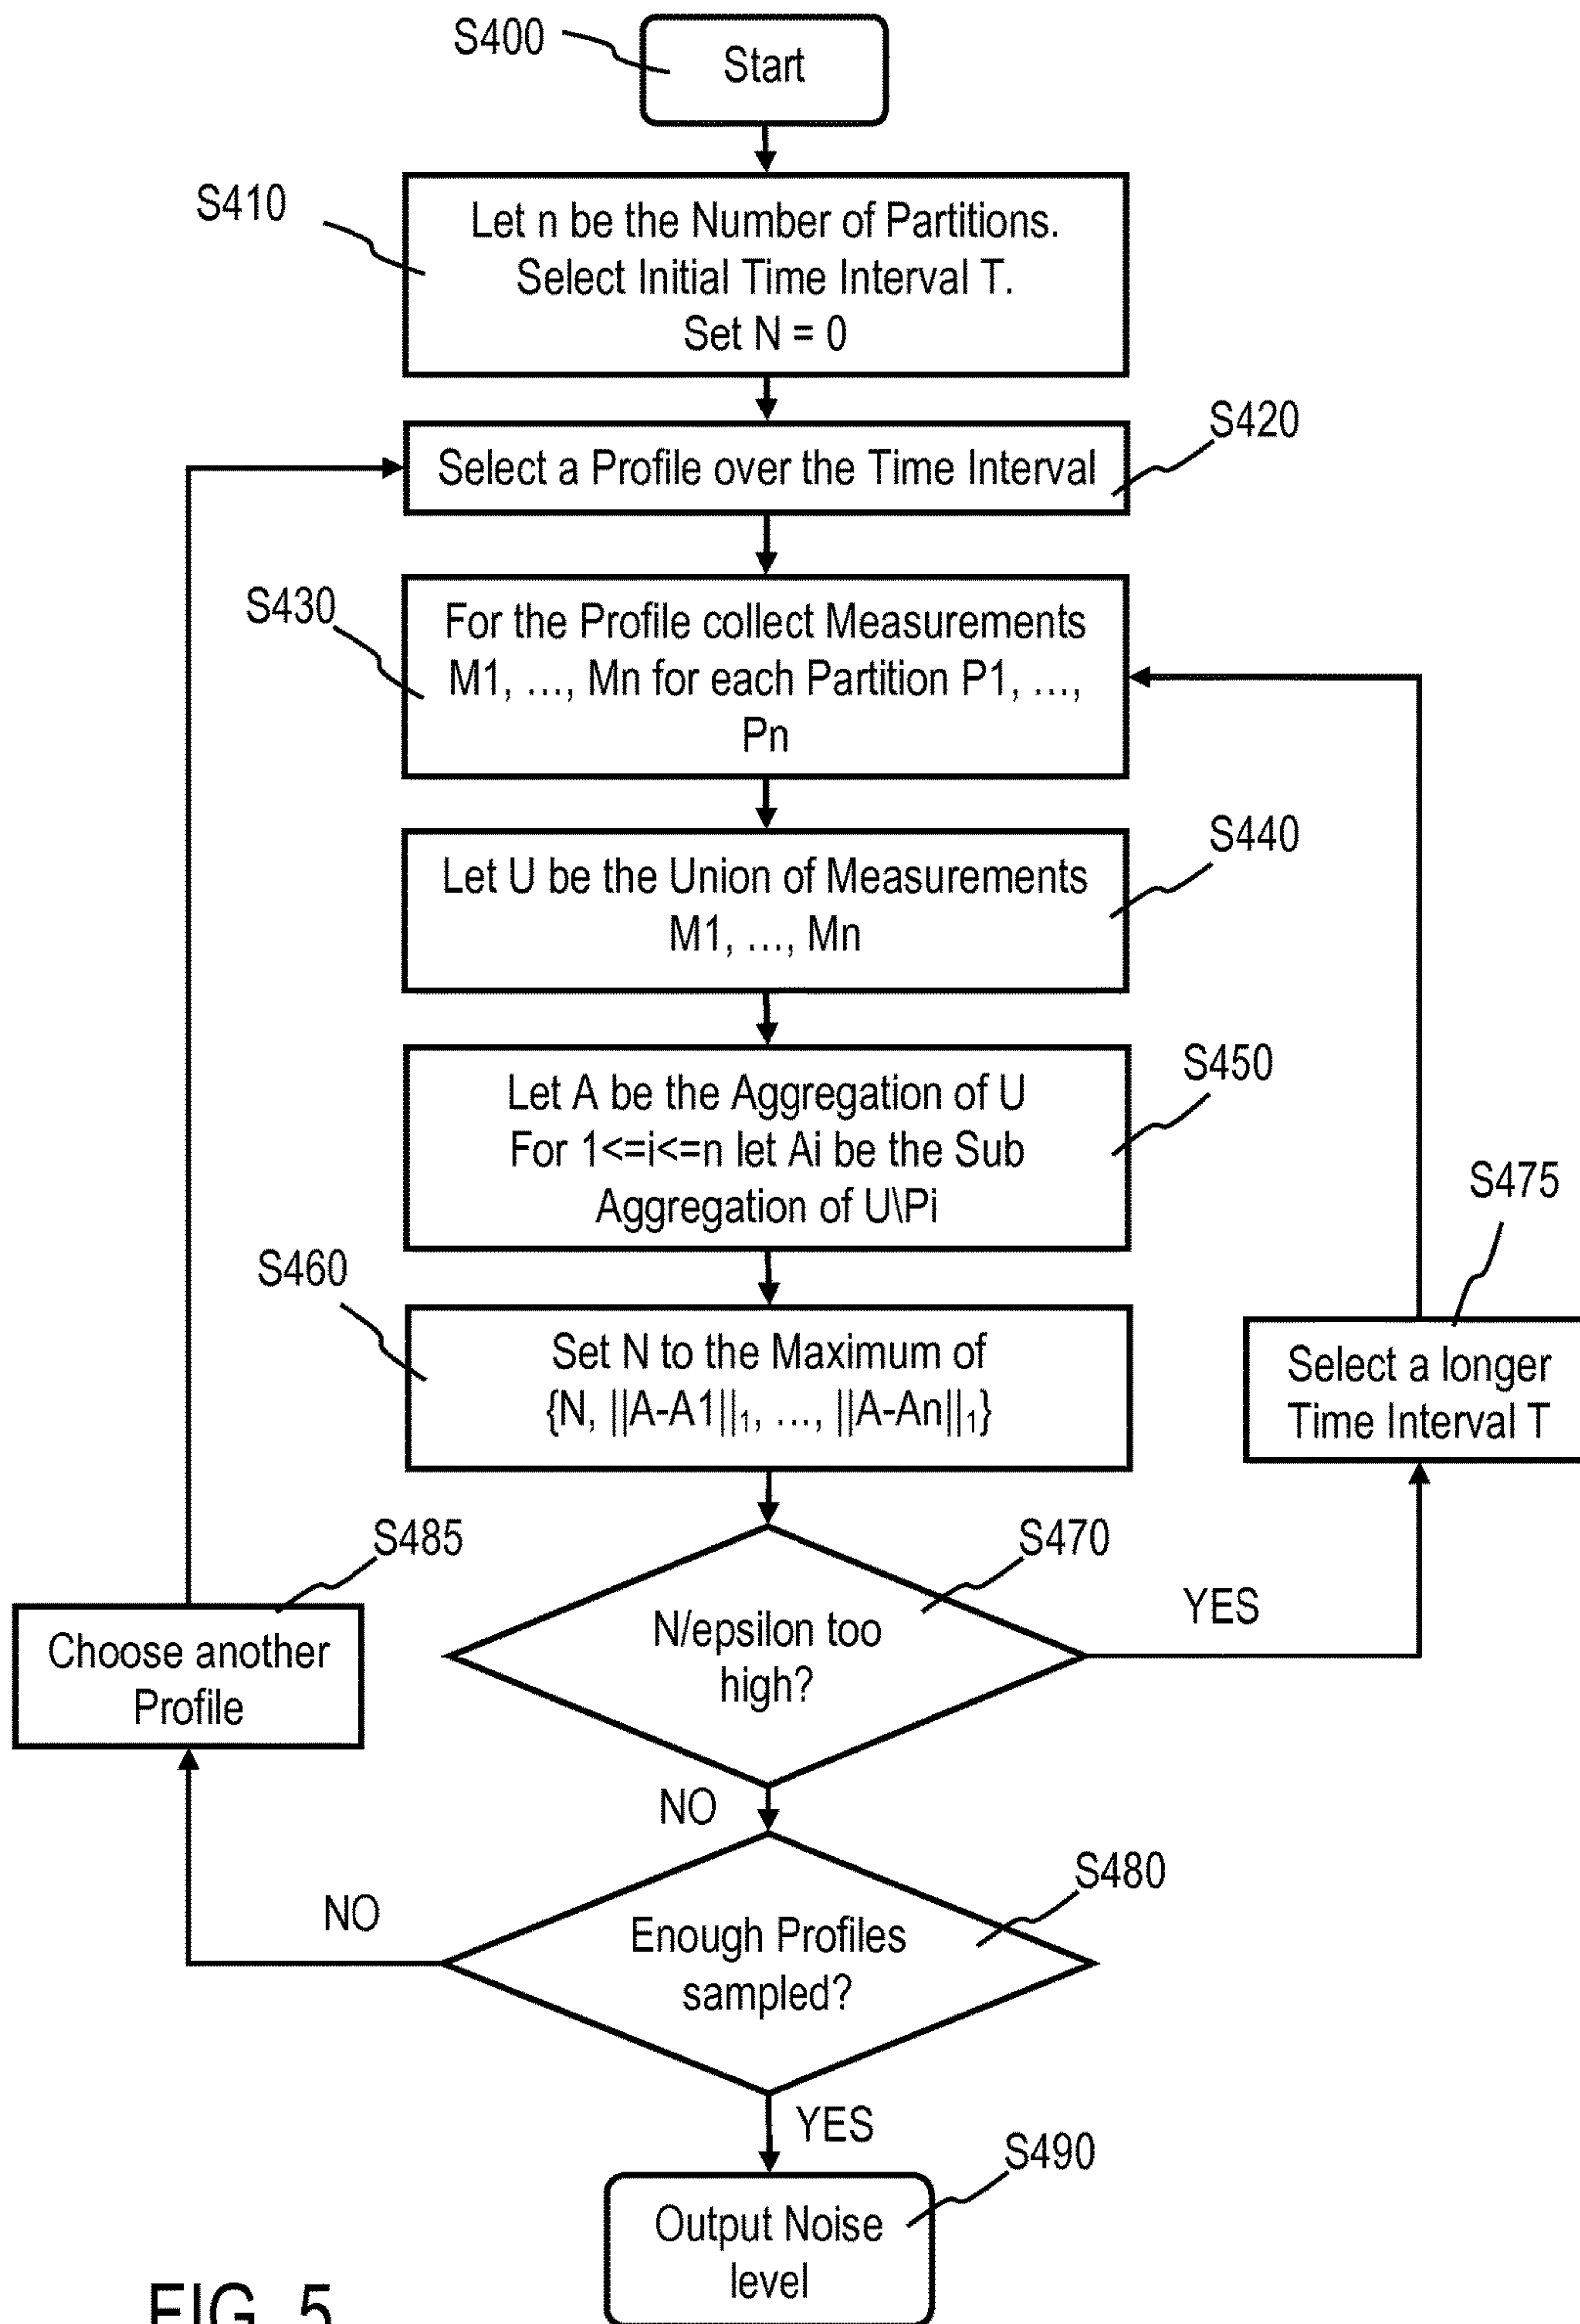 S400
Start
S410
Let n be the Number of Partitions.
Select Initial Time Interval T.
Set N = 0
S420
Select a Profile over the Time Interval
S430
For the Profile collect Measurements
M1, ..., Mn for each Partition P1, ...,
Pn
S440
Let U be the Union of Measurements
M1, ..., Mn
S450
Let A be the Aggregation of U
For 1<=i<=n let Ai be the Sub
Aggregation of U\Pi
S460
Set N to the Maximum of
{N, ||A-A1||₁, ..., ||A-An||₁}
S475
Select a longer
Time Interval T
S470
N/epsilon too
high?
YES
S485
Choose another
Profile
NO
S480
Enough Profiles
sampled?
NO
YES
S490
Output Noise
level
FIG. 5